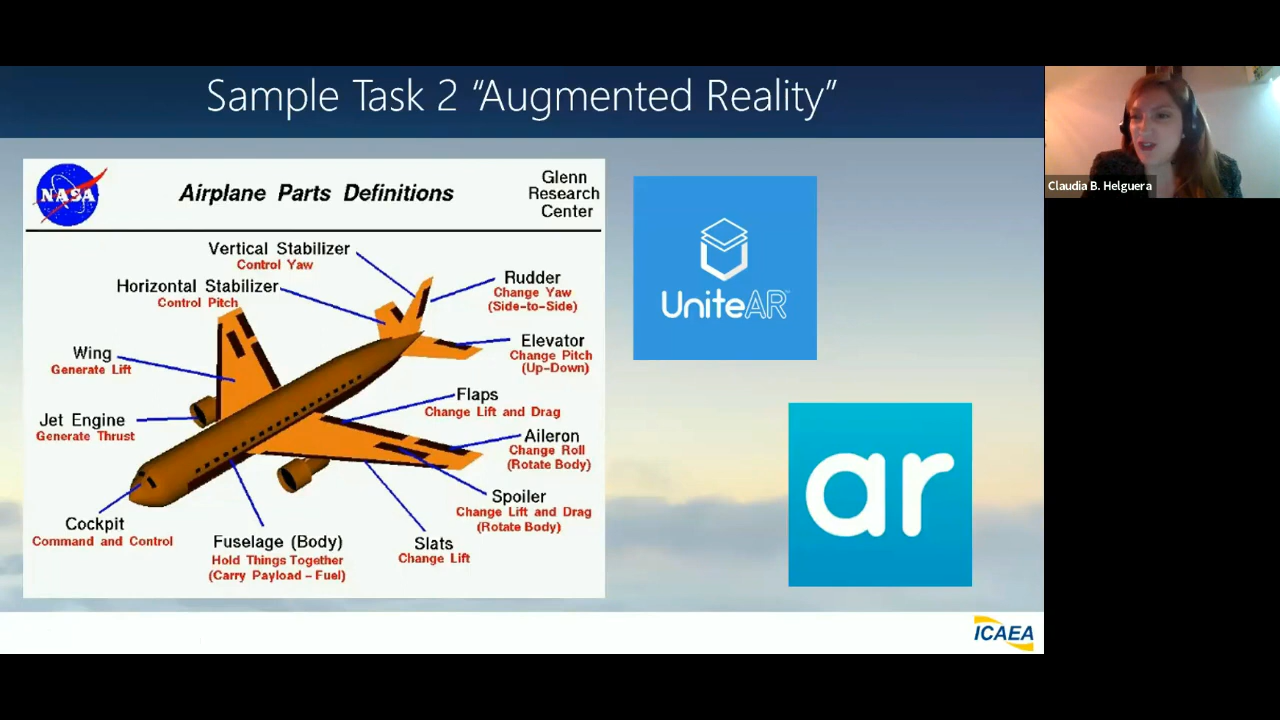 Sample Task 2 “Augmented Reality”
NASA
Airplane Parts Definitions
Glenn
Research
Center
Vertical Stabilizer
Control Yaw
Horizontal Stabilizer
Control Pitch
Rudder
Change Yaw
(Side-to-Side)
Wing
Generate Lift
Elevator
Change Pitch
(Up-Down)
Jet Engine
Generate Thrust
Flaps
Change Lift and Drag
Aileron
Change Roll
(Rotate Body)
Spoiler
Change Lift and Drag
(Rotate Body)
Cockpit
Command and Control
Fuselage (Body)
Hold Things Together
(Carry Payload – Fuel)
Slats
Change Lift
UniteAR™
ar
ICAEA
Claudia B. Helguera